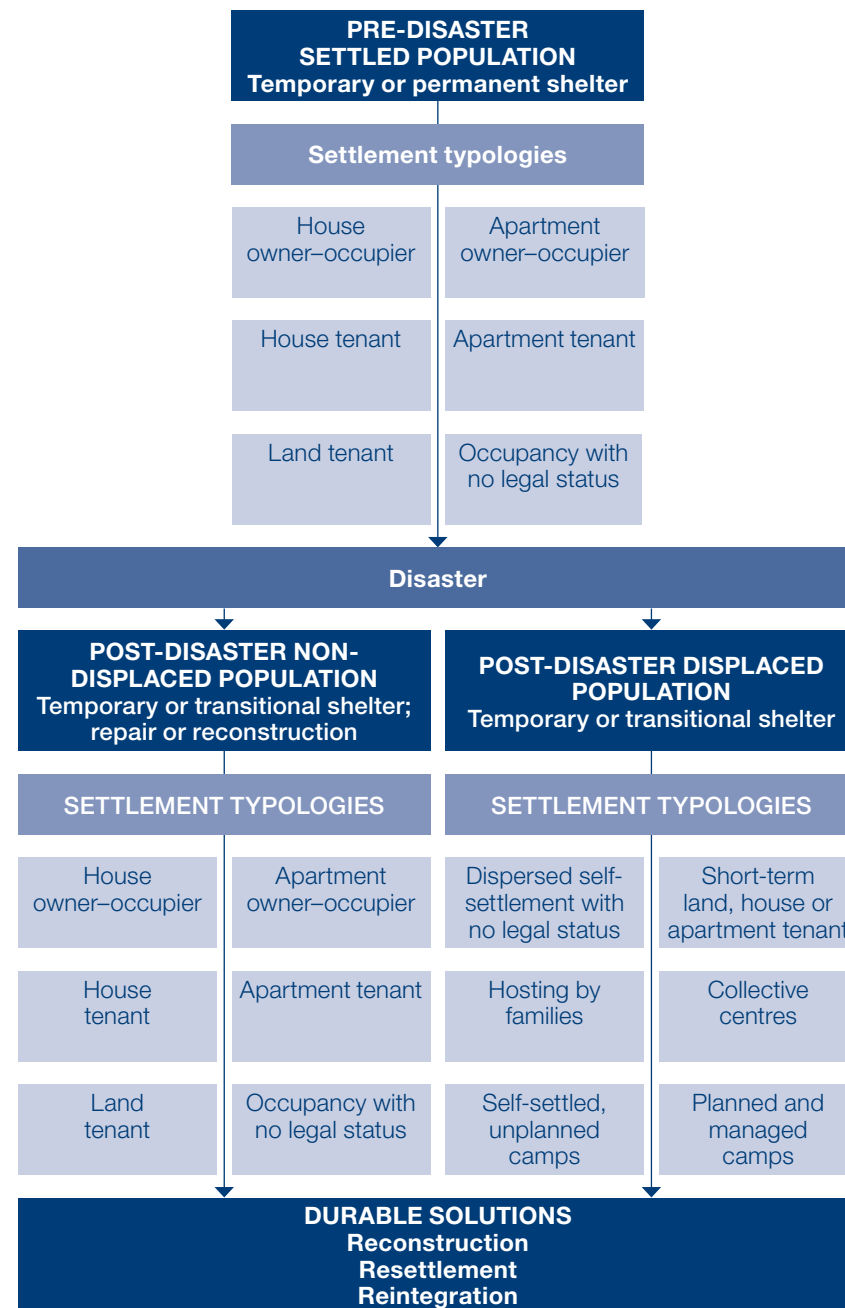 PRE-DISASTER
SETTLED POPULATION
Temporary or permanent shelter
Settlement typologies
House
owner–occupier
Apartment
owner–occupier
House tenant
Apartment tenant
Land tenant
Occupancy with
no legal status
Disaster
POST-DISASTER NON-
DISPLACED POPULATION
Temporary or transitional shelter;
repair or reconstruction
POST-DISASTER DISPLACED
POPULATION
Temporary or transitional shelter
SETTLEMENT TYPOLOGIES
SETTLEMENT TYPOLOGIES
House
owner–occupier
Apartment
owner–occupier
Dispersed self-
settlement with
no legal status
Short-term
land, house or
apartment tenant
House
tenant
Apartment tenant
Hosting by
families
Collective
centres
Land
tenant
Occupancy with
no legal status
Self-settled,
unplanned
camps
Planned and
managed
camps
DURABLE SOLUTIONS
Reconstruction
Resettlement
Reintegration